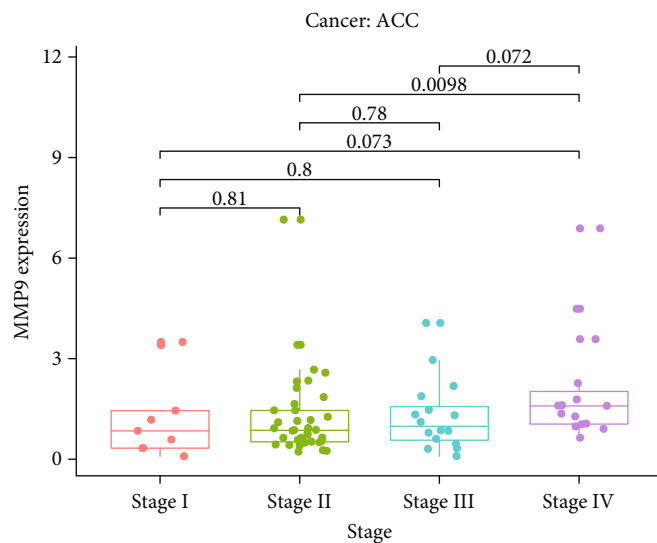 Cancer: ACC
12
9
6
3
0
MMP9 expression
0.072
0.0098
0.78
0.073
0.8
0.81
Stage I
Stage II
Stage III
Stage IV
Stage